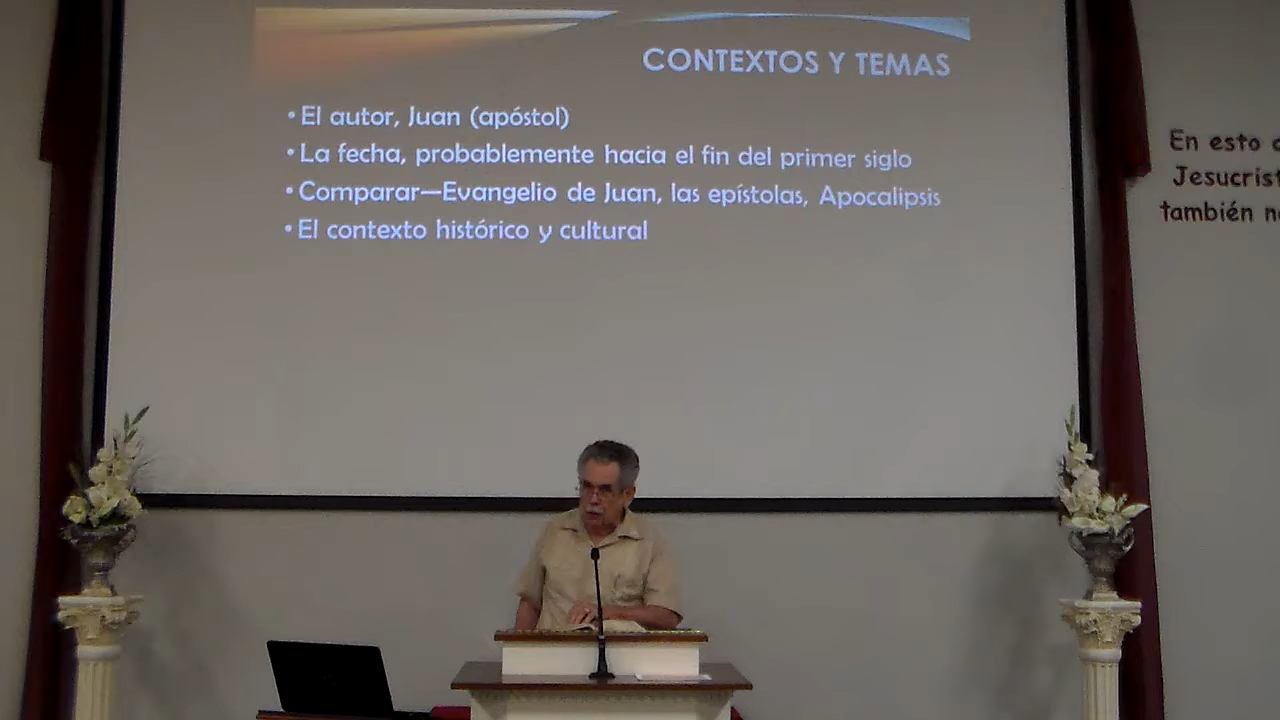 CONTEXTOS Y TEMAS
• El autor, Juan (apóstol)
• La fecha, probablemente hacia el fin del primer siglo
• Comparar—Evangelio de Juan, las epístolas, Apocalipsis
• El contexto histórico y cultural
En esto
Jesucrist
también n